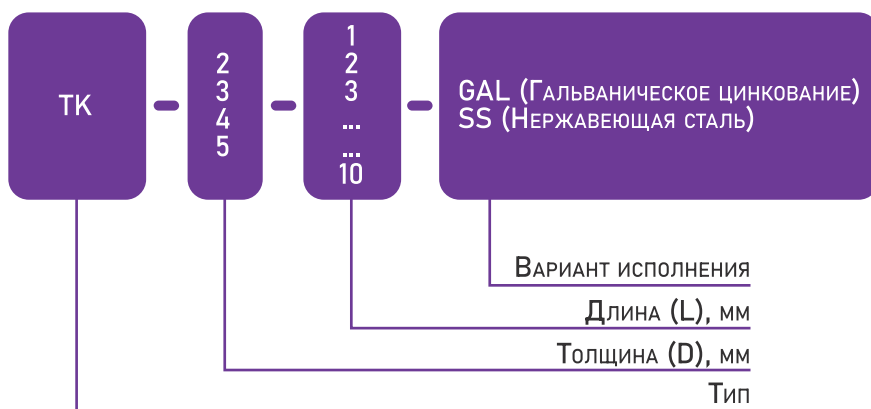 ТК
2
3
4
5
1
2
3
...
...
10
GAL (Гальваническое цинкование)
SS (Нержавеющая сталь)
Вариант исполнения
Длина (L), мм
Толщина (D), мм
Тип